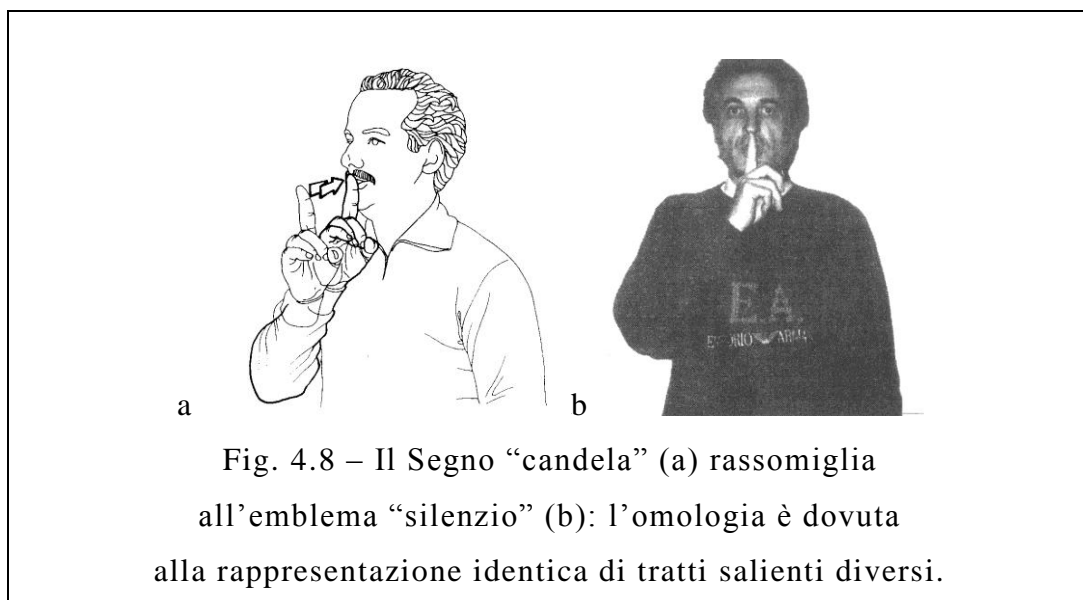 E.A.
a
b
Fig. 4.8 – Il Segno “candela” (a) rassomiglia
all’emblema “silenzio” (b): l’omologia è dovuta
alla rappresentazione identica di tratti salienti diversi.